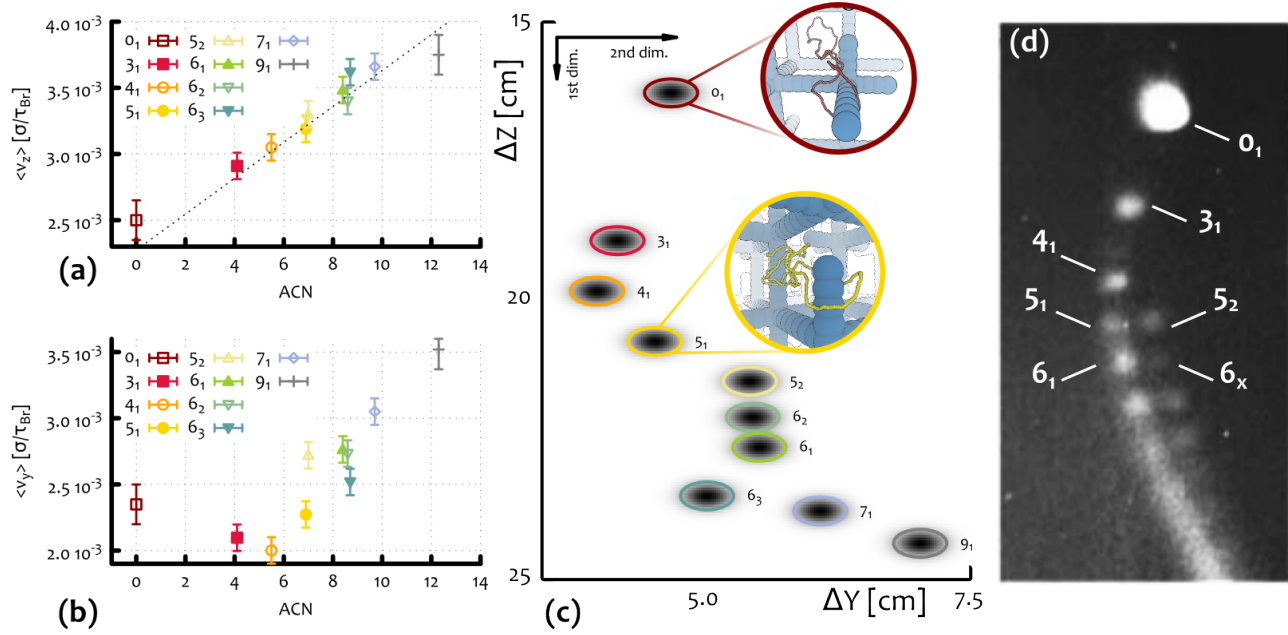 4.0 10⁻³
3.5 10⁻³
3.0 10⁻³
2.5 10⁻³
<v_z> [σ/τ_Br]
0₁ 5₂ 7₁
3₁ 6₁ 9₁
4₁ 6₂
5₁ 6₃
0 2 4 6 8 10 12 14
(a) ACN
3.5 10⁻³
3.0 10⁻³
2.5 10⁻³
2.0 10⁻³
<v_y> [σ/τ_Br]
0₁ 5₂ 7₁
3₁ 6₁ 9₁
4₁ 6₂
5₁ 6₃
0 2 4 6 8 10 12 14
(b) ACN
15
20
25
ΔZ [cm]
1st dim.
2nd dim.
0₁
3₁
4₁
5₁
5₂
6₂
6₁
6₃
7₁
9₁
5.0 7.5
(c) ΔY [cm]
(d)
0₁
3₁
4₁
5₁ 5₂
6₁ 6ₓ